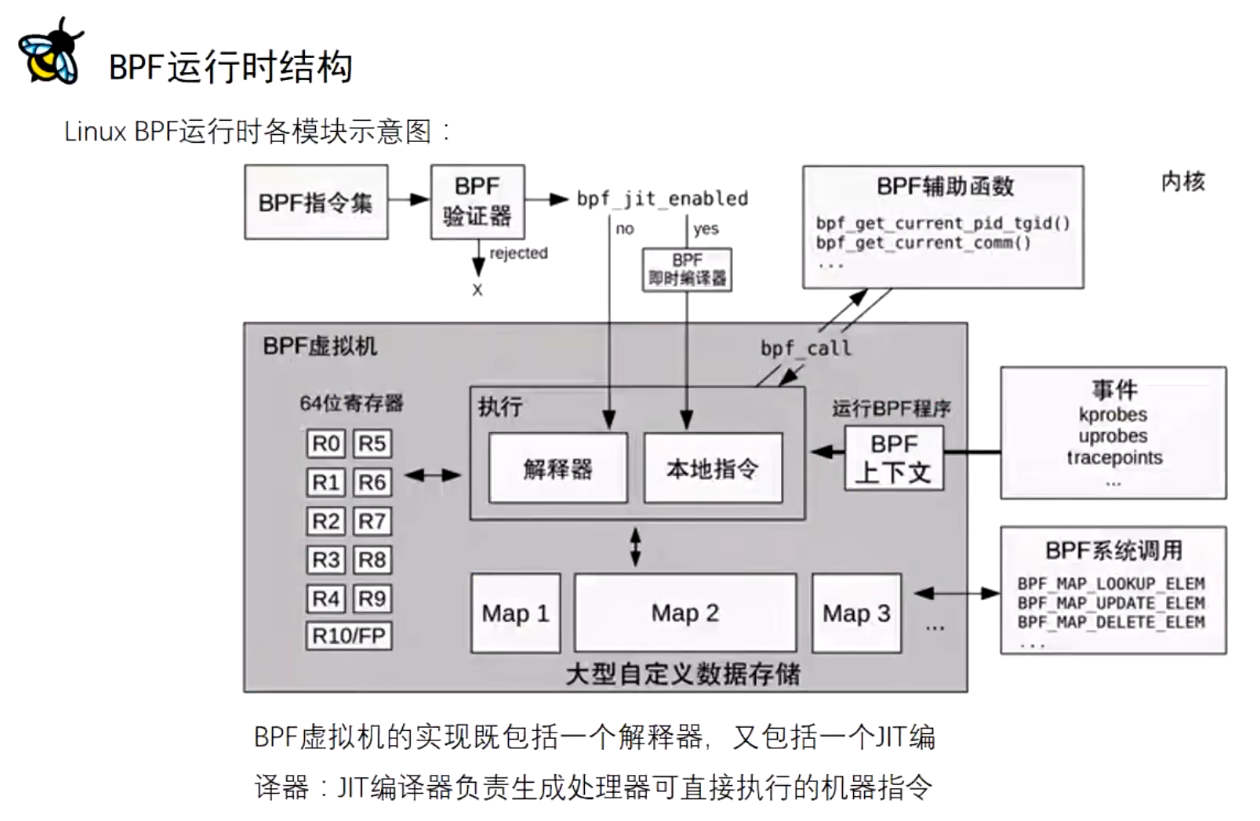 BPF运行时结构
Linux BPF运行时各模块示意图：
内核
BPF指令集
BPF
验证器
rejected
X
bpf_jit_enabled
no
yes
BPF
即时编译器
BPF辅助函数
bpf_get_current_pid_tgid()
bpf_get_current_comm()
...
BPF虚拟机
bpf_call
64位寄存器
R0 R5
R1 R6
R2 R7
R3 R8
R4 R9
R10/FP
执行
解释器
本地指令
运行BPF程序
BPF
上下文
事件
kprobes
uprobes
tracepoints
...
Map 1
Map 2
Map 3
...
大型自定义数据存储
BPF系统调用
BPF_MAP_LOOKUP_ELEM
BPF_MAP_UPDATE_ELEM
BPF_MAP_DELETE_ELEM
...
BPF虚拟机的实现既包括一个解释器，又包括一个JIT编
译器：JIT编译器负责生成处理器可直接执行的机器指令